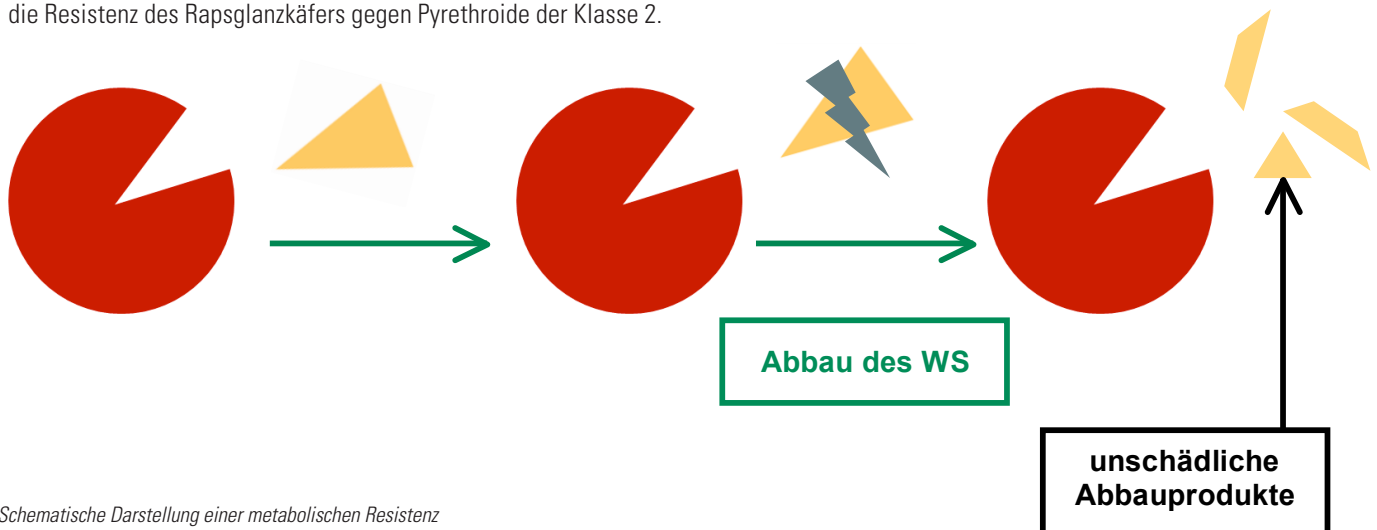 die Resistenz des Rapsglanzkäfers gegen Pyrethroide der Klasse 2.
Abbau des WS
unschädliche
Abbauprodukte
Schematische Darstellung einer metabolischen Resistenz